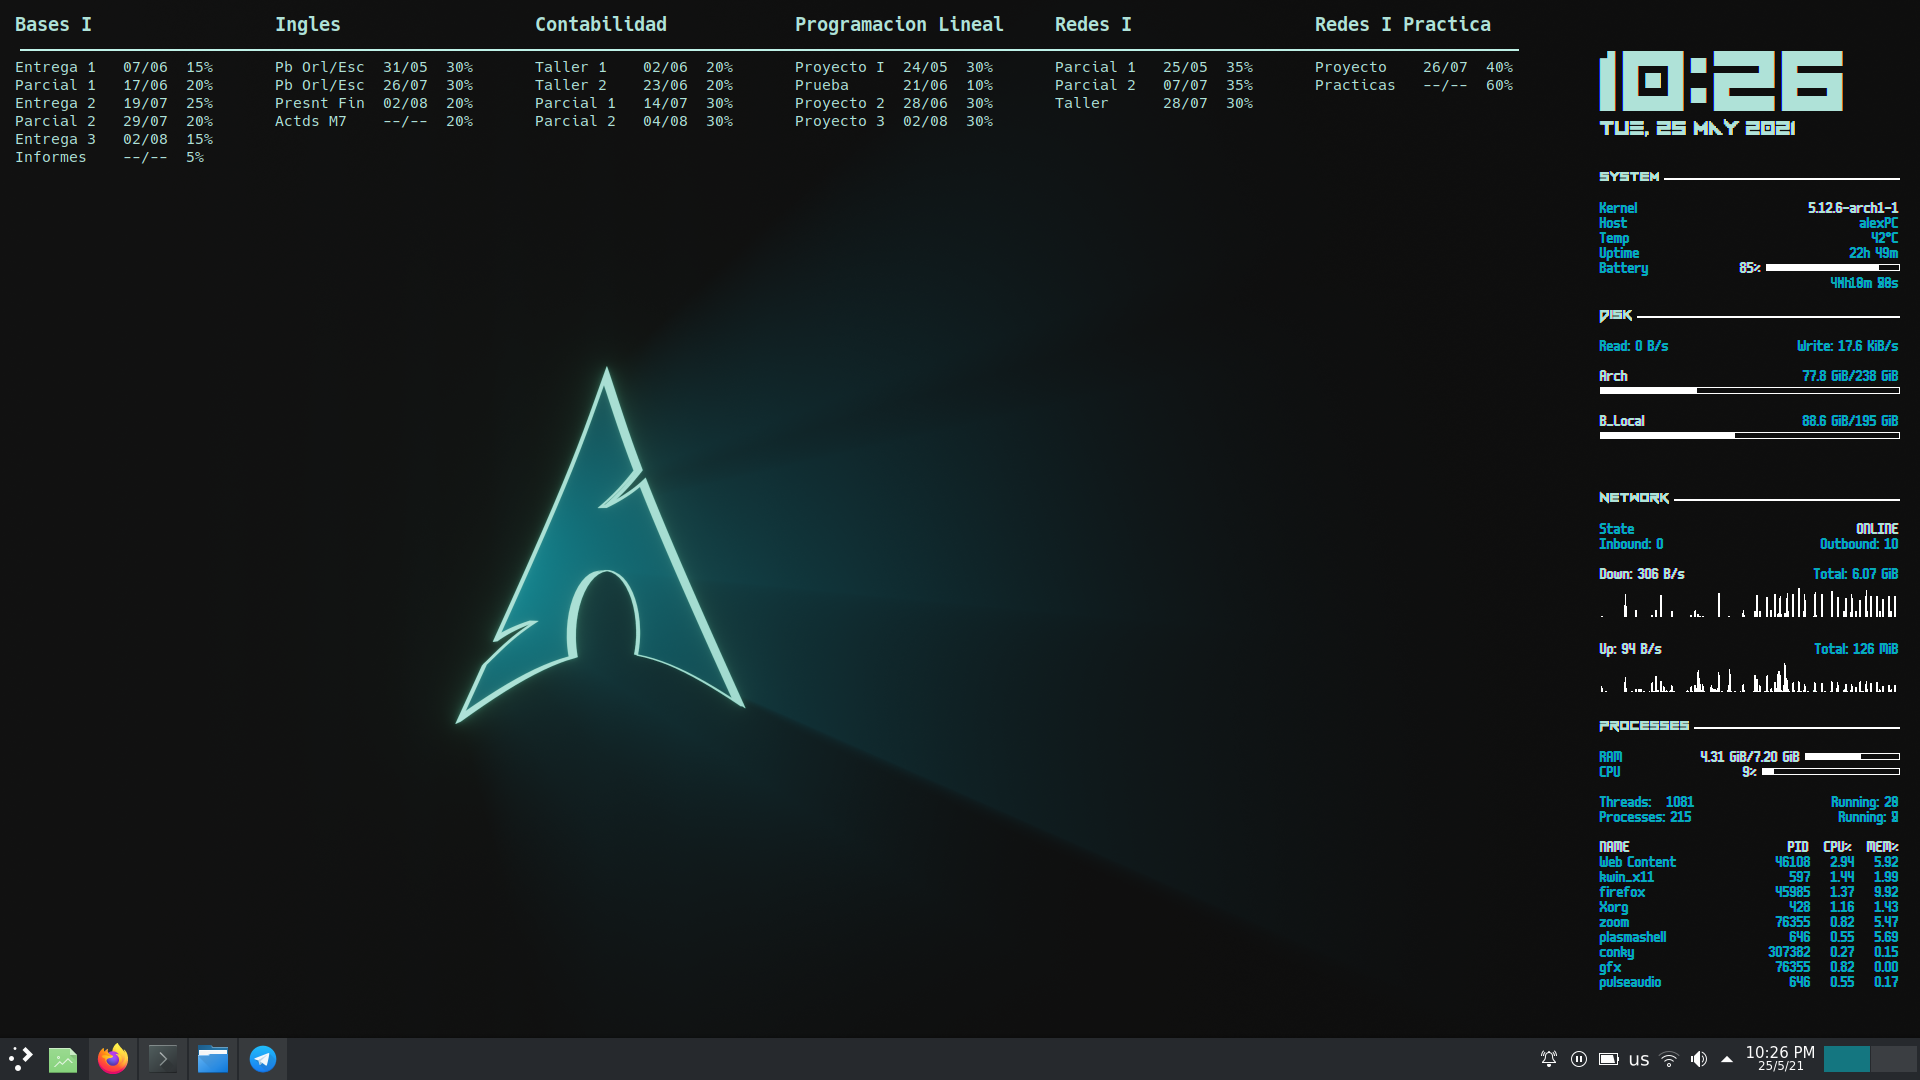 Bases I
Entrega 1 07/06 15%
Parcial 1 17/06 20%
Entrega 2 19/07 25%
Parcial 2 29/07 20%
Entrega 3 02/08 15%
Informes --/-- 5%
Ingles
Pb Orl/Esc 31/05 30%
Pb Orl/Esc 26/07 30%
Presnt Fin 02/08 20%
Actds M7 --/-- 20%
Contabilidad
Taller 1 02/06 20%
Taller 2 23/06 20%
Parcial 1 14/07 30%
Parcial 2 04/08 30%
Programacion Lineal
Proyecto I 24/05 30%
Prueba 21/06 10%
Proyecto 2 28/06 30%
Proyecto 3 02/08 30%
Redes I
Parcial 1 25/05 35%
Parcial 2 07/07 35%
Taller 28/07 30%
Redes I Practica
Proyecto 26/07 40%
Practicas --/-- 60%
10:26
TUE, 25 MAY 2021
SYSTEM
Kernel 5.12.6-arch1-1
Host alexPC
Temp 42°C
Uptime 22h 49m
Battery 85%
DISK
Read: 0 B/s Write: 17.6 KiB/s
Arch 77.8 GiB/238 GiB
B_Local 88.6 GiB/195 GiB
NETWORK
State ONLINE
Inbound: 0 Outbound: 10
Down: 306 B/s Total: 6.07 GiB
Up: 94 B/s Total: 126 MiB
PROCESSES
RAM 4.31 GiB/7.20 GiB
CPU 9%
Threads: 1081 Running:
Processes: 215 Running:
NAME PID CPU% MEM%
Web Content 46108 2.94 5.92
kwin_x11 597 1.44 1.99
firefox 45985 1.37 9.92
Xorg 428 1.16 1.43
zoom 76355 0.82 5.47
plasmashell 646 0.55 5.69
conky 307382 0.27 0.15
gfx 76355 0.82 0.00
pulseaudio 646 0.55 0.17
us
10:26 PM
25/5/21